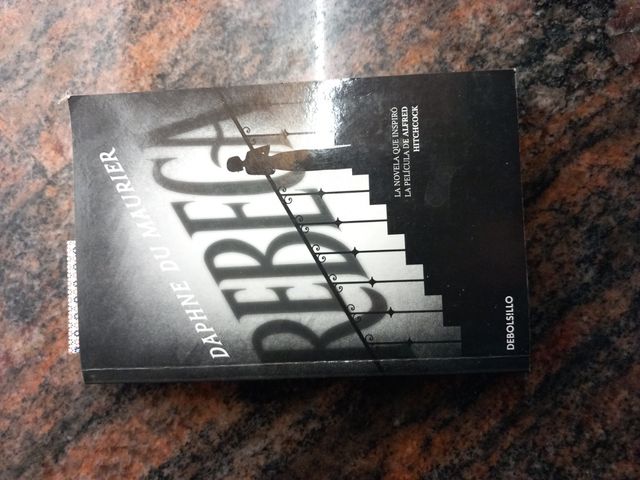 DAPHNE DU MAURIER
REBECA
LA NOVELA QUE INSPIRÓ
LA PELÍCULA DE ALFRED
HITCHCOCK
DEBOLSILLO